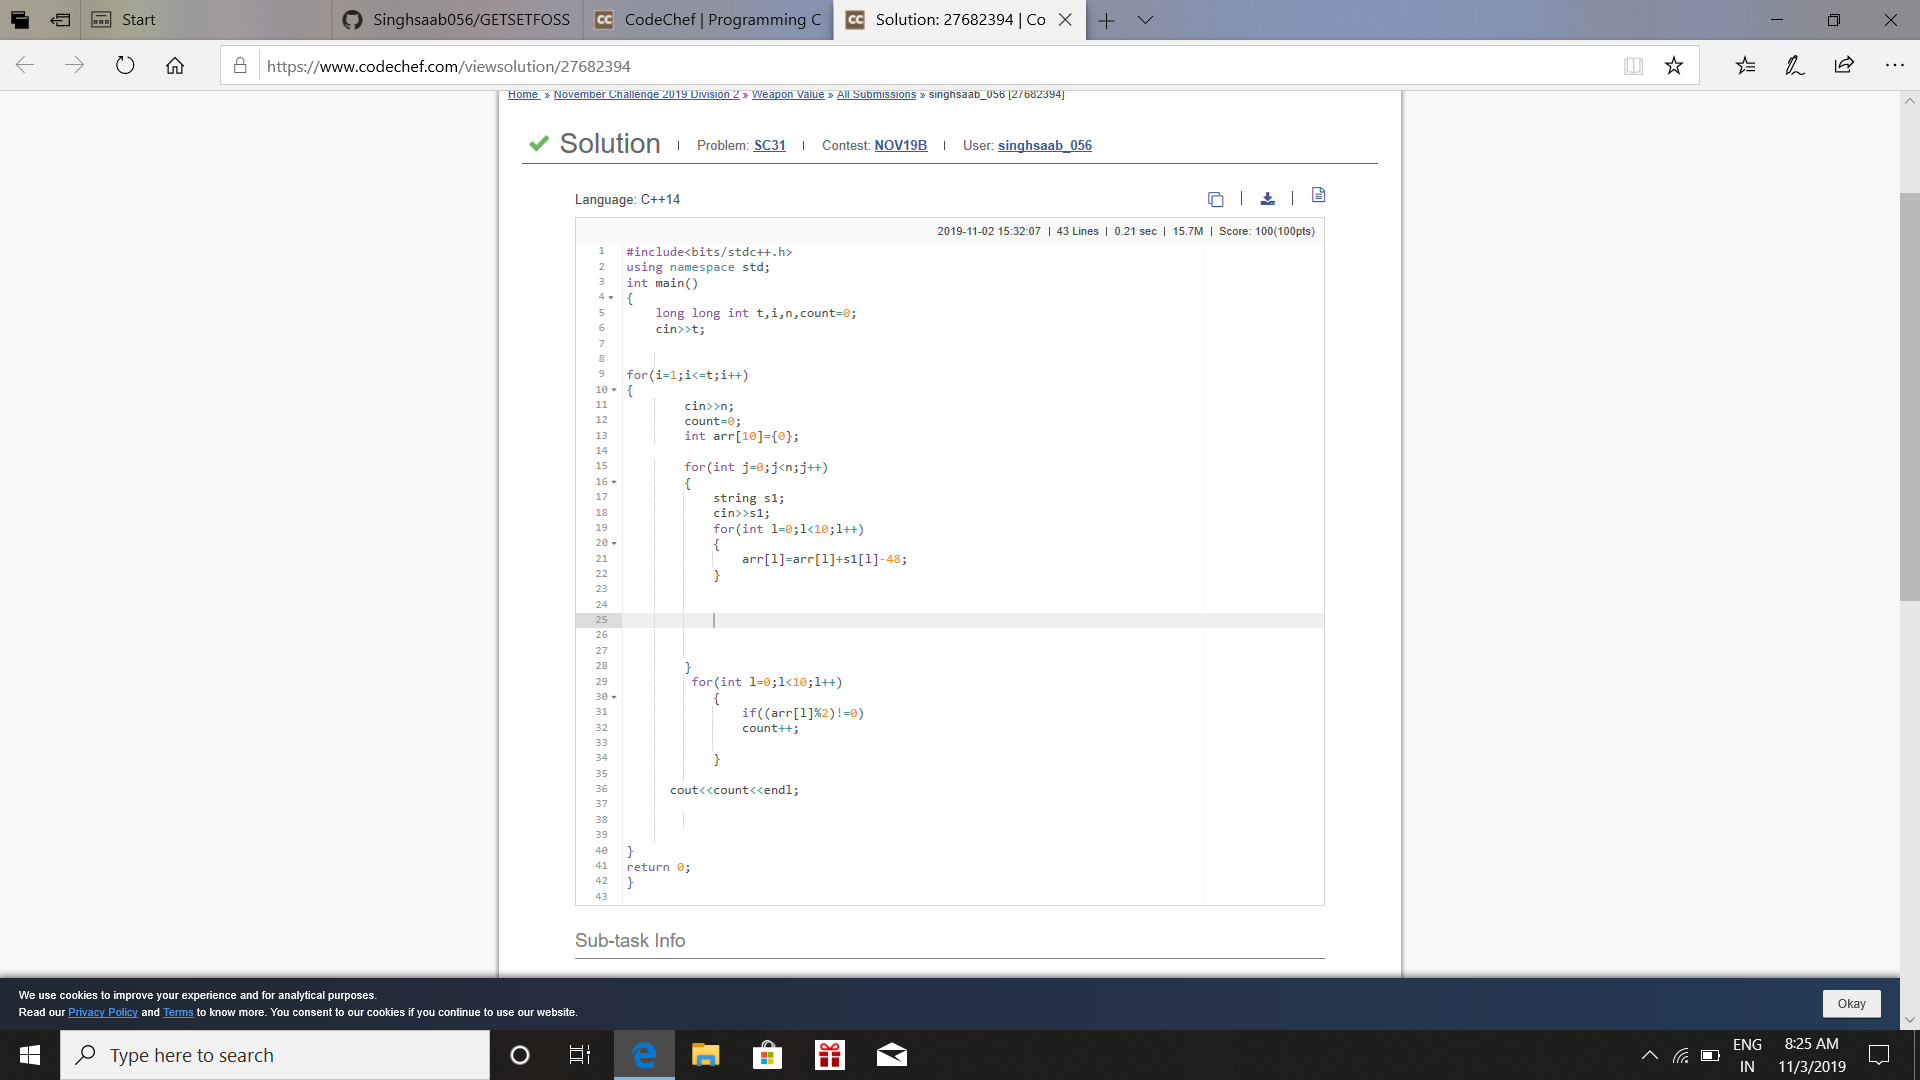 Start
Singhsaab056/GETSETFOSS
CodeChef | Programming C
CC Solution: 27682394 | Co
https://www.codechef.com/viewsolution/27682394
Home » November Challenge 2019 Division 2 » Weapon Value » All Submissions » singhsaab_056 [27682394]
Solution | Problem: SC31 | Contest: NOV19B | User: singhsaab_056
Language: C++14
2019-11-02 15:32:07 | 43 Lines | 0.21 sec | 15.7M | Score: 100(100pts)
1 #include<bits/stdc++.h>
2 using namespace std;
3 int main()
4 {
5 long long int t,i,n,count=0;
6 cin>>t;
7
8
9 for(i=1;i<=t;i++)
10 {
11 cin>>n;
12 count=0;
13 int arr[10]={0};
14
15 for(int j=0;j<n;j++)
16 {
17 string s1;
18 cin>>s1;
19 for(int l=0;l<10;l++)
20 {
21 arr[l]=arr[l]+s1[l]-48;
22 }
23
24
25
26
27
28 }
29 for(int l=0;l<10;l++)
30 {
31 if((arr[l]%2)!=0)
32 count++;
33
34 }
35
36 cout<<count<<endl;
37
38
39
40 }
41 return 0;
42 }
43
Sub-task Info
We use cookies to improve your experience and for analytical purposes.
Read our Privacy Policy and Terms to know more. You consent to our cookies if you continue to use our website.
Okay
Type here to search
ENG
IN
8:25 AM
11/3/2019